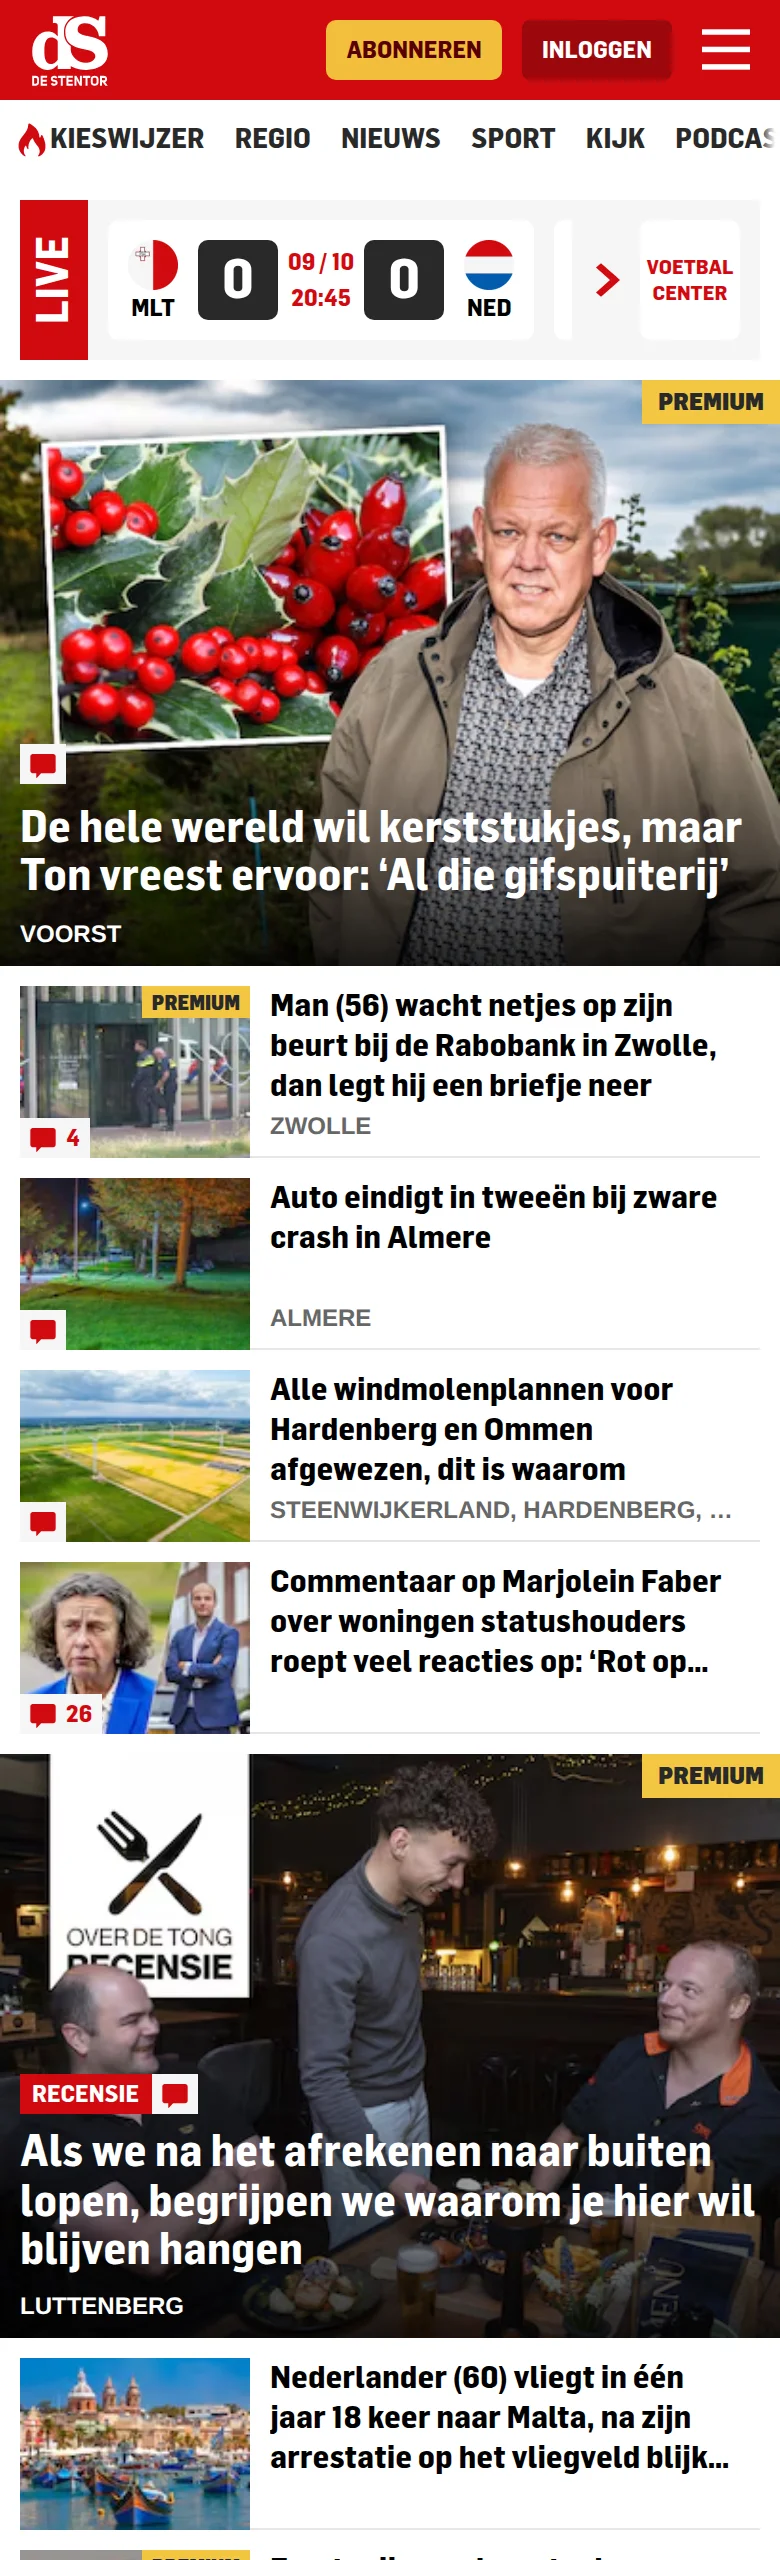 dS
DE STENTOR
ABONNEREN
INLOGGEN
KIESWIJZER REGIO NIEUWS SPORT KIJK PODCAS
LIVE
MLT
0
09 / 10
20:45
0
NED
VOETBAL
CENTER
PREMIUM
De hele wereld wil kerststukjes, maar
Ton vreest ervoor: ‘Al die gifspuiterij’
VOORST
PREMIUM
4
Man (56) wacht netjes op zijn
beurt bij de Rabobank in Zwolle,
dan legt hij een briefje neer
ZWOLLE
Auto eindigt in tweeën bij zware
crash in Almere
ALMERE
Alle windmolenplannen voor
Hardenberg en Ommen
afgewezen, dit is waarom
STEENWIJKERLAND, HARDENBERG, ...
26
Commentaar op Marjolein Faber
over woningen statushouders
roept veel reacties op: ‘Rot op...
PREMIUM
OVER DE TONG
RECENSIE
RECENSIE
Als we na het afrekenen naar buiten
lopen, begrijpen we waarom je hier wil
blijven hangen
LUTTENBERG
MENU
Nederlander (60) vliegt in één
jaar 18 keer naar Malta, na zijn
arrestatie op het vliegveld blijk...